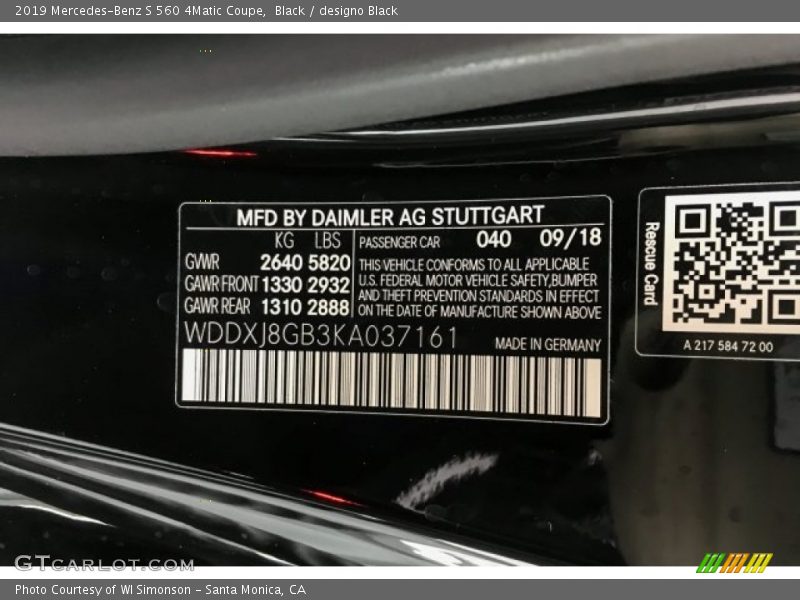 2019 Mercedes-Benz S 560 4Matic Coupe, Black / designo Black
MFD BY DAIMLER AG STUTTGART
KG LBS
GVWR 2640 5820
GAWR FRONT 1330 2932
GAWR REAR 1310 2888
PASSENGER CAR 040 09/18
THIS VEHICLE CONFORMS TO ALL APPLICABLE
U.S. FEDERAL MOTOR VEHICLE SAFETY,BUMPER
AND THEFT PREVENTION STANDARDS IN EFFECT
ON THE DATE OF MANUFACTURE SHOWN ABOVE
WDDXJ8GB3KA037161 MADE IN GERMANY
Rescue Card
A 217 584 72 00
GTCARLOT.COM
Photo Courtesy of WI Simonson - Santa Monica, CA